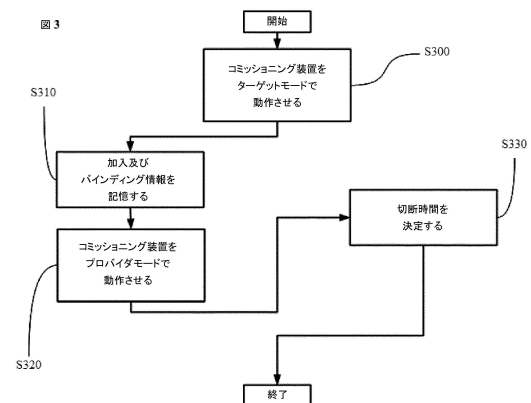 図3
開始
コミッショニング装置を
ターゲットモードで
動作させる
S300
S310
加入及び
バインディング情報を
記憶する
コミッショニング装置を
プロバイダモードで
動作させる
S320
切断時間を
決定する
S330
終了